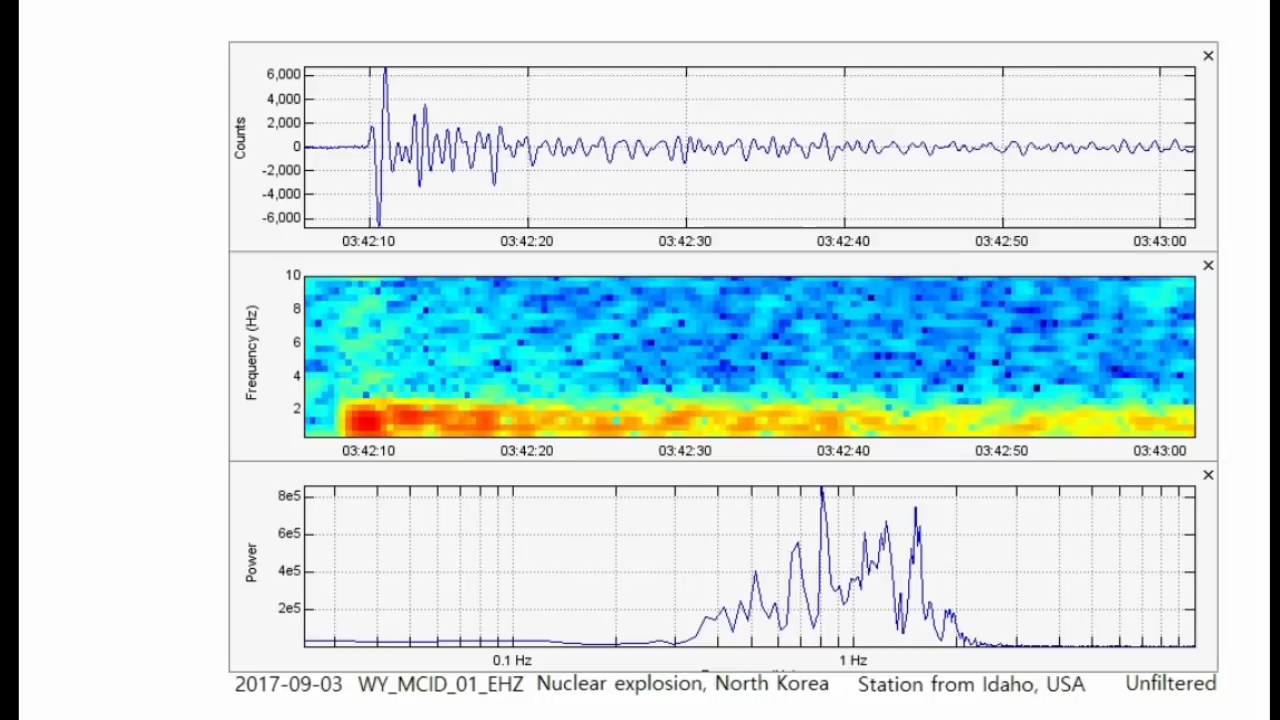 ×
6,000
4,000
2,000
0
-2,000
-4,000
-6,000
Counts
03:42:10 03:42:20 03:42:30 03:42:40 03:42:50 03:43:00
×
10
8
6
4
2
Frequency (Hz)
03:42:10 03:42:20 03:42:30 03:42:40 03:42:50 03:43:00
×
8e5
6e5
4e5
2e5
Power
0.1 Hz 1 Hz
2017-09-03 WY_MCID_01_EHZ Nuclear explosion, North Korea Station from Idaho, USA Unfiltered